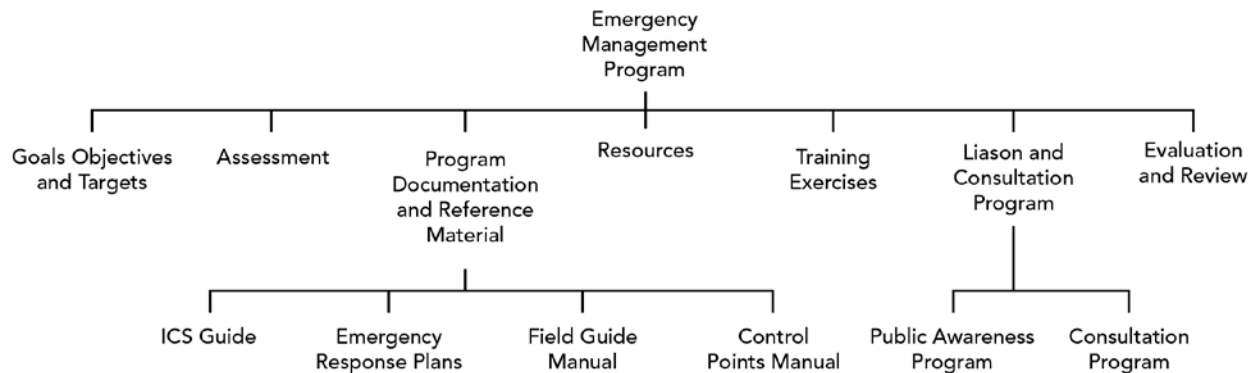 Emergency
Management
Program
Goals Objectives
and Targets
Assessment
Program
Documentation
and Reference
Material
Resources
Training
Exercises
Liason and
Consultation
Program
Evaluation
and Review
ICS Guide
Emergency
Response Plans
Field Guide
Manual
Control
Points Manual
Public Awareness
Program
Consultation
Program